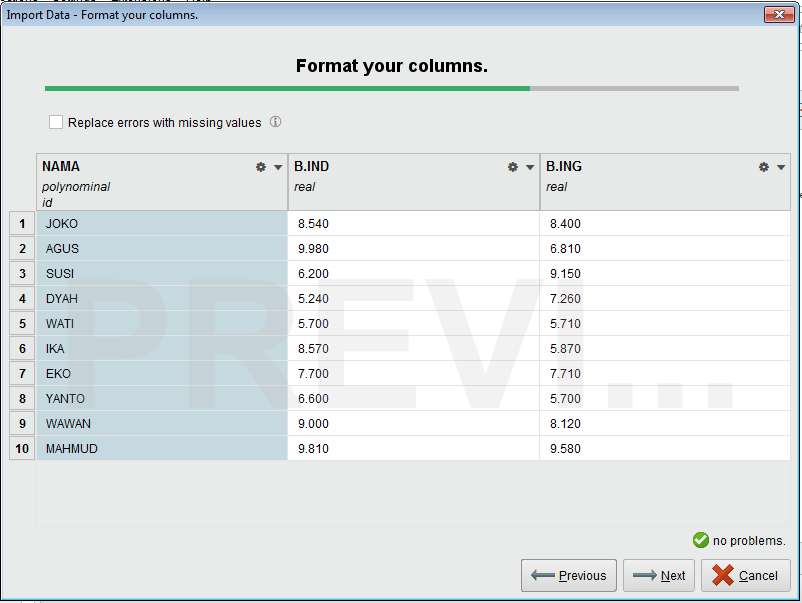 Import Data - Format your columns.
Format your columns.
Replace errors with missing values
NAMA B.IND B.ING
polynominal real real
id
1 JOKO 8.540 8.400
2 AGUS 9.980 6.810
3 SUSI 6.200 9.150
4 DYAH 5.240 7.260
5 WATI 5.700 5.710
6 IKA 8.570 5.870
7 EKO 7.700 7.710
8 YANTO 6.600 5.700
9 WAWAN 9.000 8.120
10 MAHMUD 9.810 9.580
PREVI...
no problems.
Previous Next Cancel